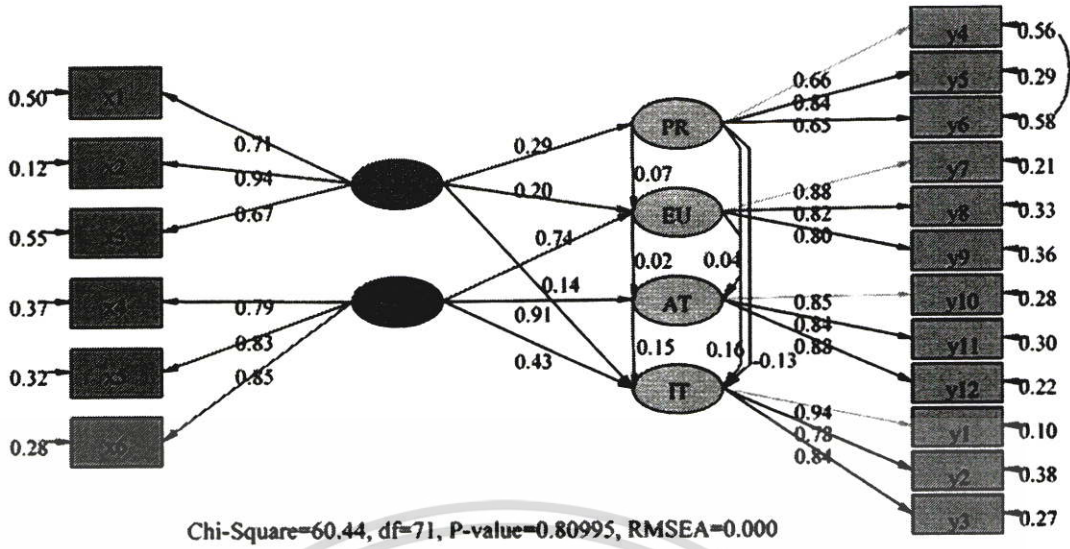 y4 0.56
0.66
y5 0.29
0.84
0.50 x1
PR
0.65 y6 0.58
0.71
0.29
0.12 x2
y7 0.21
0.94
0.07
0.88
0.20
y8 0.33
0.67
EU
0.82
0.55 x3
0.74
0.80
y9 0.36
0.02 0.04
0.14
0.37 x4
0.79
0.91
AT
0.85
y10 0.28
0.84
y11 0.30
0.83
0.43
0.15 0.16 -0.13
0.88
0.32 x5
0.85
y12 0.22
IT
0.94
y1 0.10
0.28 x6
0.78
y2 0.38
0.84
y3 0.27
Chi-Square=60.44, df=71, P-value=0.80995, RMSEA=0.000